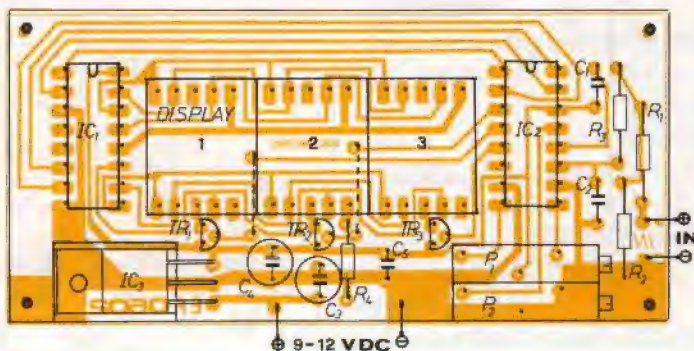 C1
DISPLAY
IC1
1
2
3
IC2
R3
R1
C2
TR1
TR2
TR3
IN
IC3
C5
P1
R2
C4
R4
P2
C3
9-12 VDC